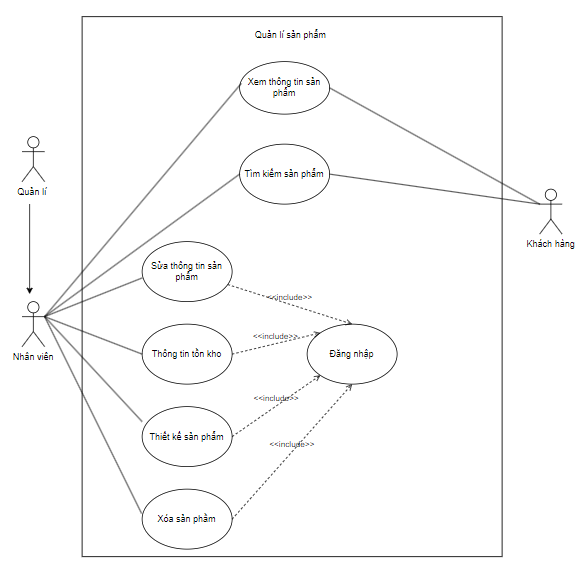 Quản lí sản phẩm
Xem thông tin sản
phẩm
Tìm kiếm sản phẩm
Quản lí
Khách hàng
Sửa thông tin sản
phẩm
<<include>>
Nhân viên
Thông tin tồn kho
<<include>>
Đăng nhập
<<include>>
Thiết kế sản phẩm
<<include>>
Xóa sản phẩm